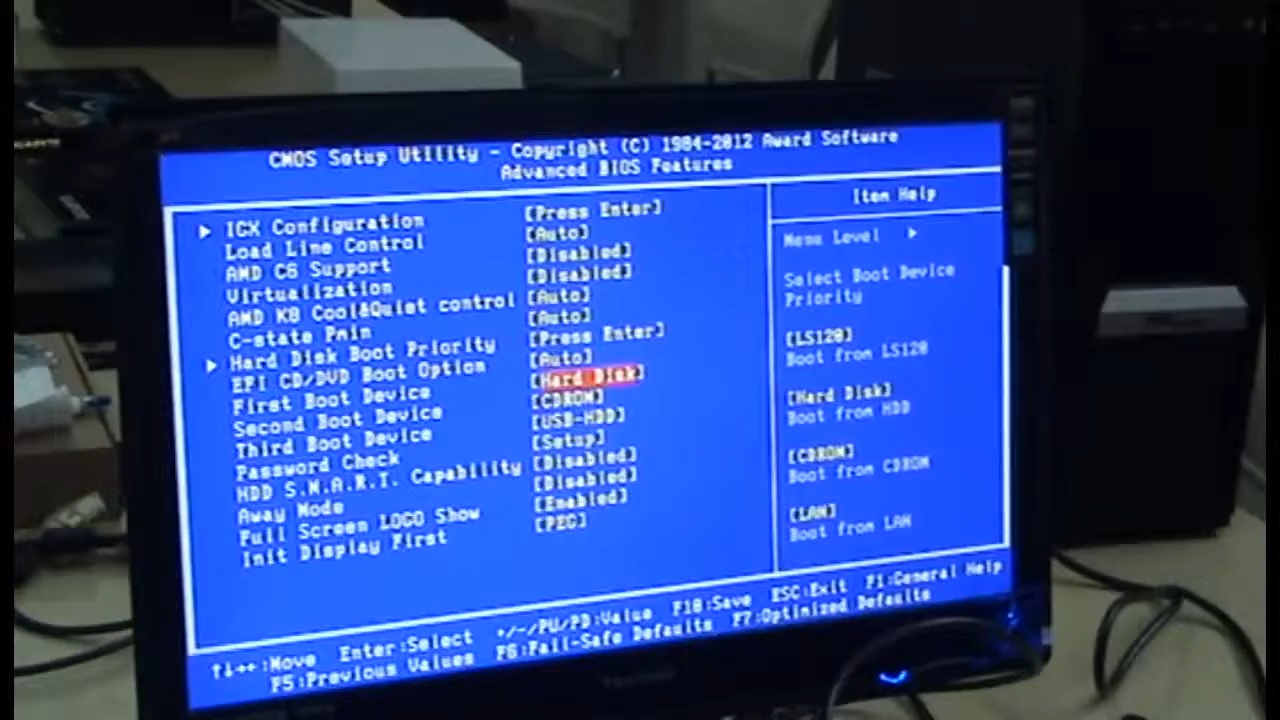 CMOS Setup Utility - Copyright (C) 1984-2012 Award Software
Advanced BIOS Features
▶ ICX Configuration [Press Enter]
Load Line Control [Auto]
AMD C6 Support [Disabled]
Virtualization [Disabled]
AMD K8 Cool&Quiet control [Auto]
C-state Pmin [Auto]
▶ Hard Disk Boot Priority [Press Enter]
EFI CD/DVD Boot Option [Auto]
First Boot Device [Hard Disk]
Second Boot Device [CDROM]
Third Boot Device [USB-HDD]
Password Check [Setup]
HDD S.M.A.R.T. Capability [Disabled]
Away Mode [Disabled]
Full Screen LOGO Show [Enabled]
Init Display First [PEG]
Item Help
Menu Level ▶
Select Boot Device
Priority
[LS120]
Boot from LS120
[Hard Disk]
Boot from HDD
[CDROM]
Boot from CDROM
[LAN]
Boot from LAN
↑↓→←:Move Enter:Select +/-/PU/PD:Value F10:Save ESC:Exit F1:General Help
F5:Previous Values F6:Fail-Safe Defaults F7:Optimized Defaults